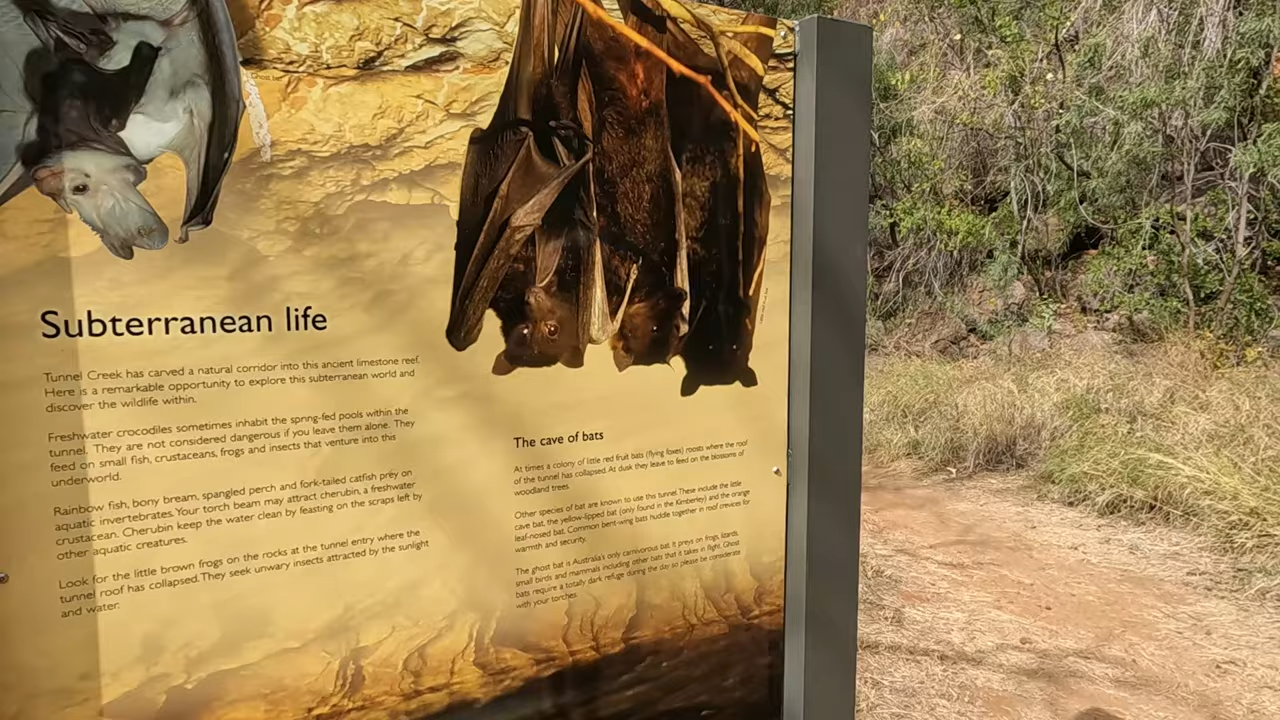 Ghost bat
Subterranean life
Tunnel Creek has carved a natural corridor into this ancient limestone reef.
Here is a remarkable opportunity to explore this subterranean world and
discover the wildlife within.
Freshwater crocodiles sometimes inhabit the spring-fed pools within the
tunnel. They are not considered dangerous if you leave them alone. They
feed on small fish, crustaceans, frogs and insects that venture into this
underworld.
Rainbow fish, bony bream, spangled perch and fork-tailed catfish prey on
aquatic invertebrates. Your torch beam may attract cherubin, a freshwater
crustacean. Cherubin keep the water clean by feasting on the scraps left by
other aquatic creatures.
Look for the little brown frogs on the rocks at the tunnel entry where the
tunnel roof has collapsed. They seek unwary insects attracted by the sunlight
and water.
The cave of bats
At times a colony of little red fruit bats (flying foxes) roosts where the roof
of the tunnel has collapsed. At dusk they leave to feed on the blossoms of
woodland trees.
Other species of bat are known to use this tunnel. These include the little
cave bat, the yellow-lipped bat (only found in the Kimberley) and the orange
leaf-nosed bat. Common bent-wing bats huddle together in roof crevices for
warmth and security.
The ghost bat is Australia's only carnivorous bat. It preys on frogs, lizards,
small birds and mammals including other bats that it takes in flight. Ghost
bats require a totally dark refuge during the day so please be considerate
with your torches.